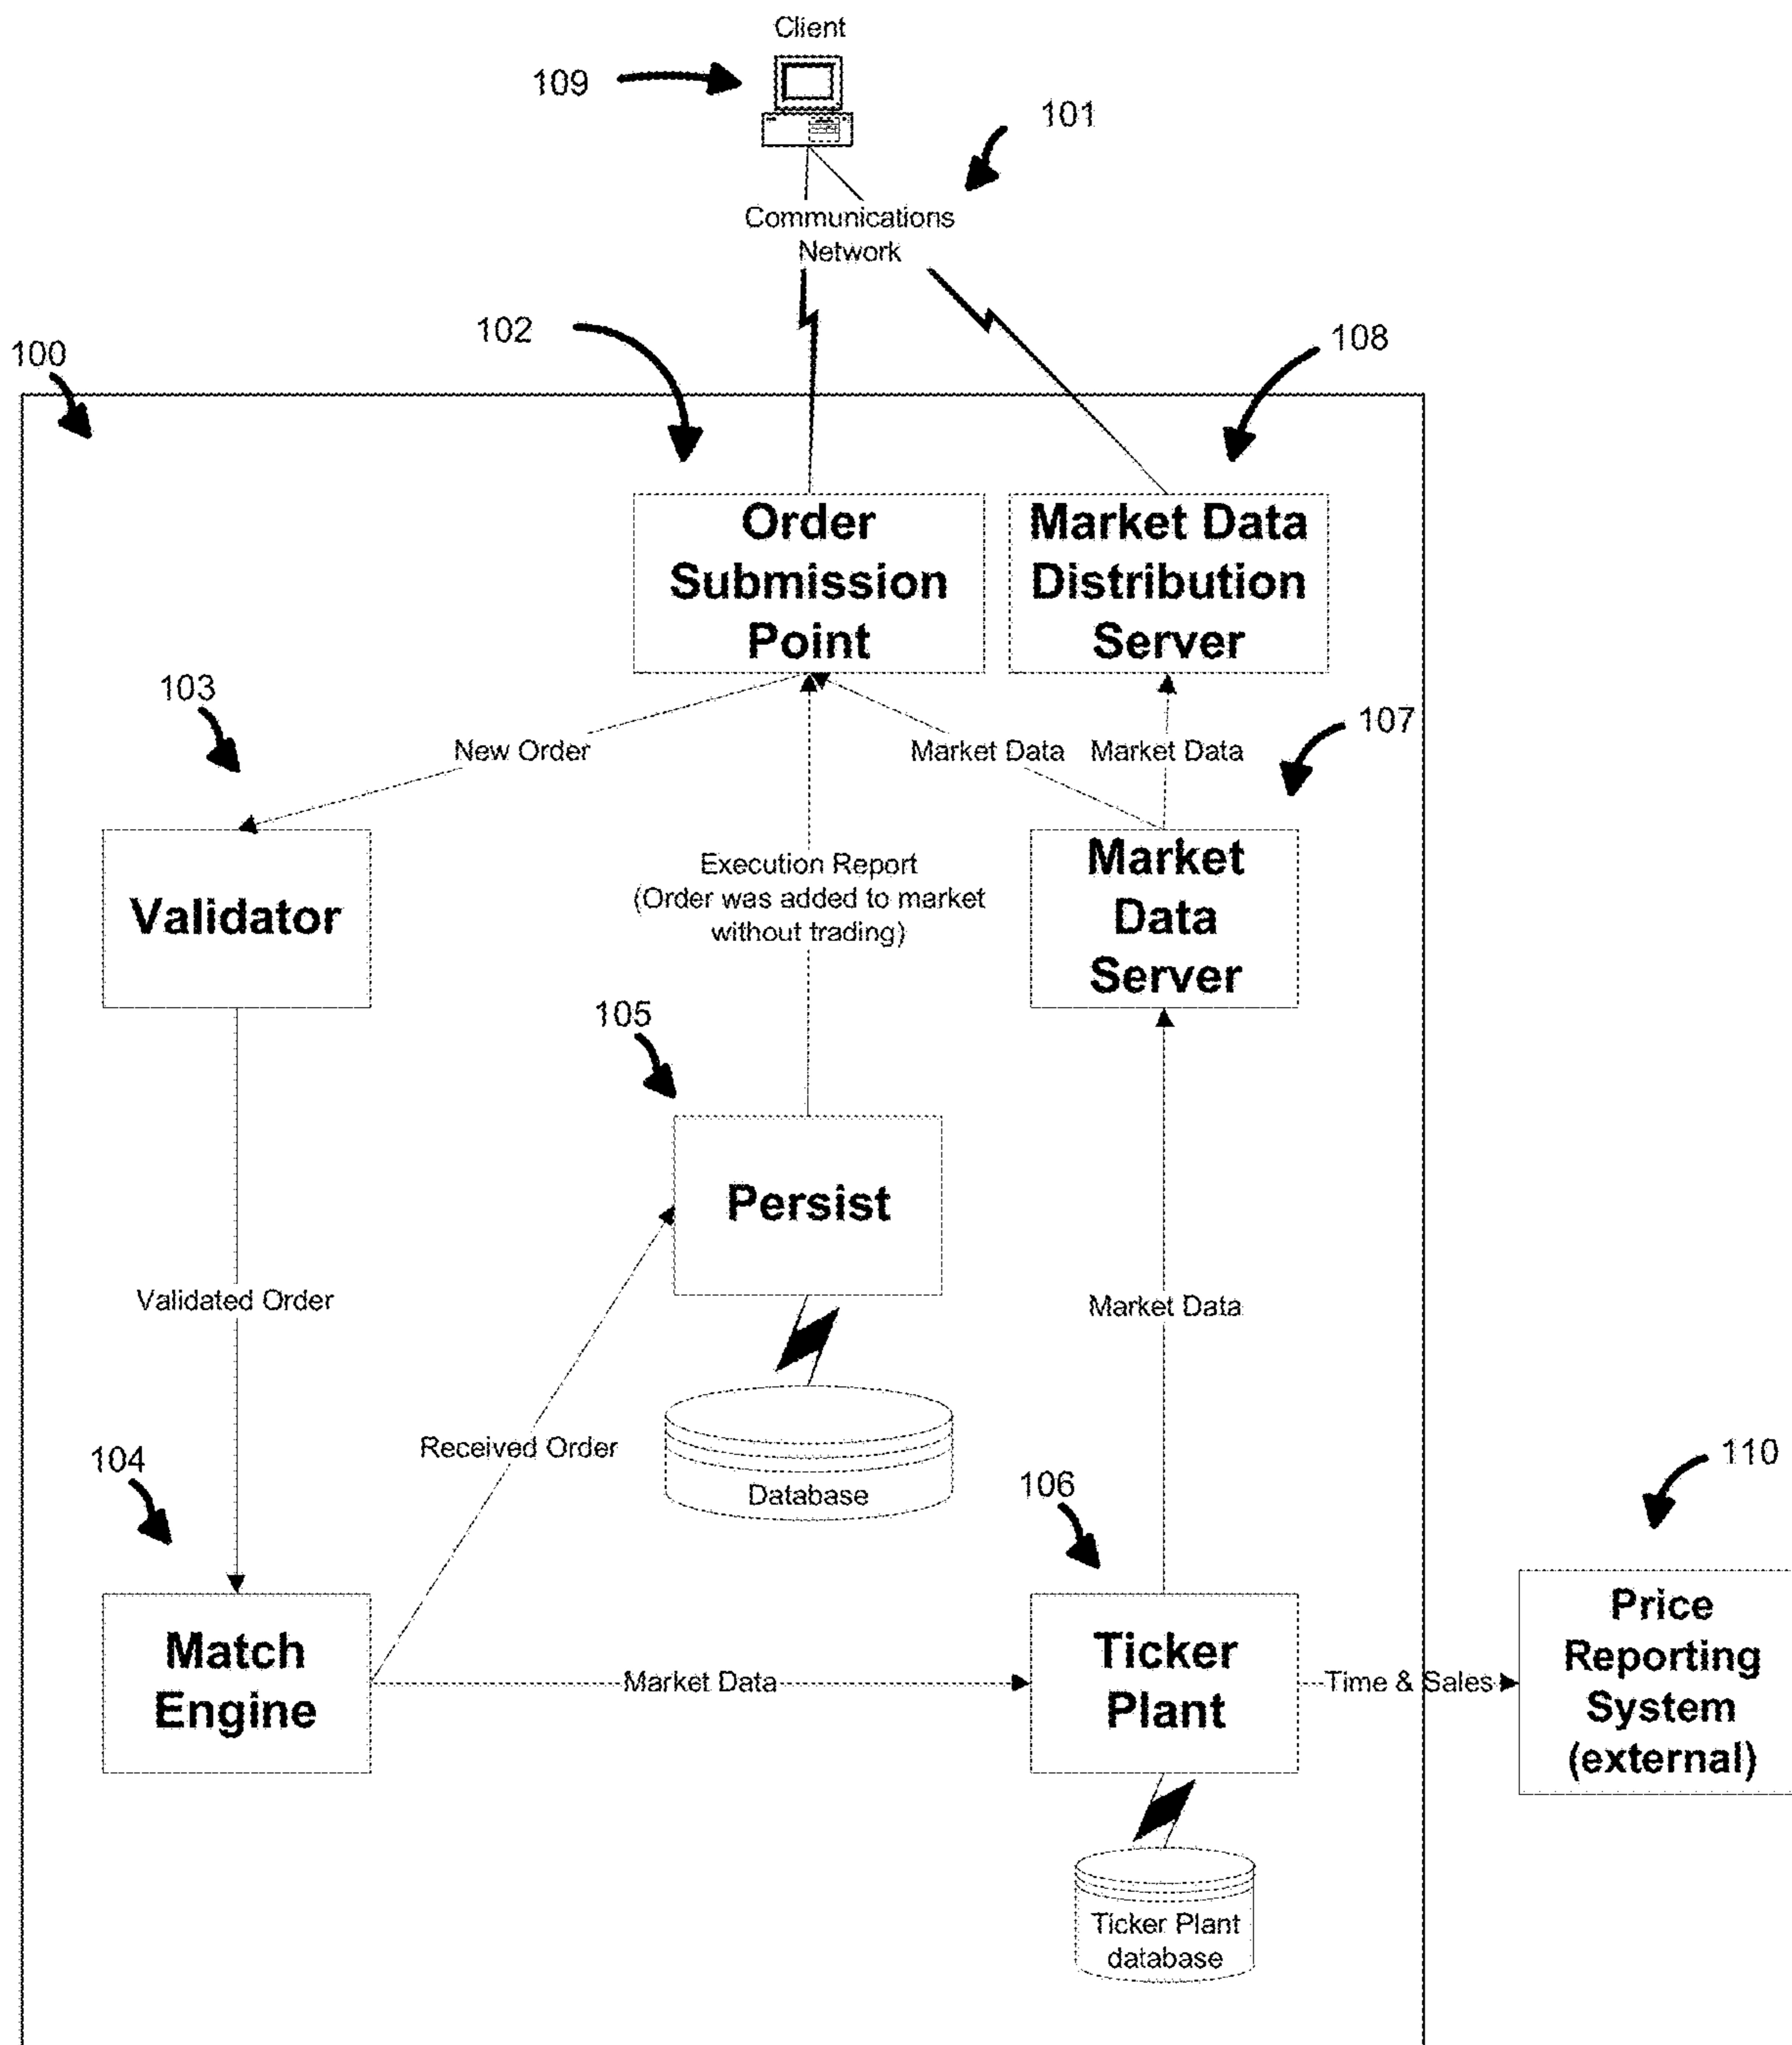 Client
109
101
Communications
Network
102
108
100
Order
Submission
Point
Market Data
Distribution
Server
103
107
New Order
Market Data
Market Data
Validator
Execution Report
(Order was added to market
without trading)
Market
Data
Server
105
Persist
Validated Order
Market Data
Received Order
104
Database
106
110
Match
Engine
Market Data
Ticker
Plant
Time & Sales
Price
Reporting
System
(external)
Ticker Plant
database